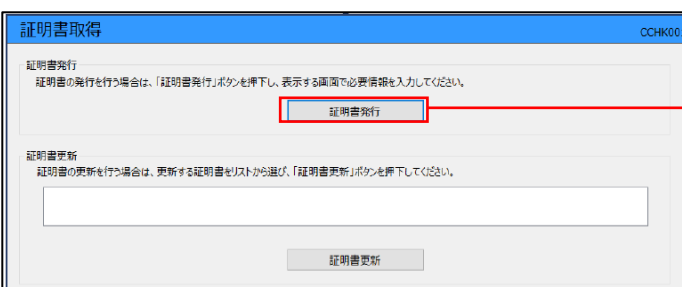 証明書取得
CCHK00
証明書発行
証明書の発行を行う場合は、「証明書発行」ボタンを押下し、表示する画面で必要情報を入力してください。
証明書発行
証明書更新
証明書の更新を行う場合は、更新する証明書をリストから選び、「証明書更新」ボタンを押下してください。
証明書更新